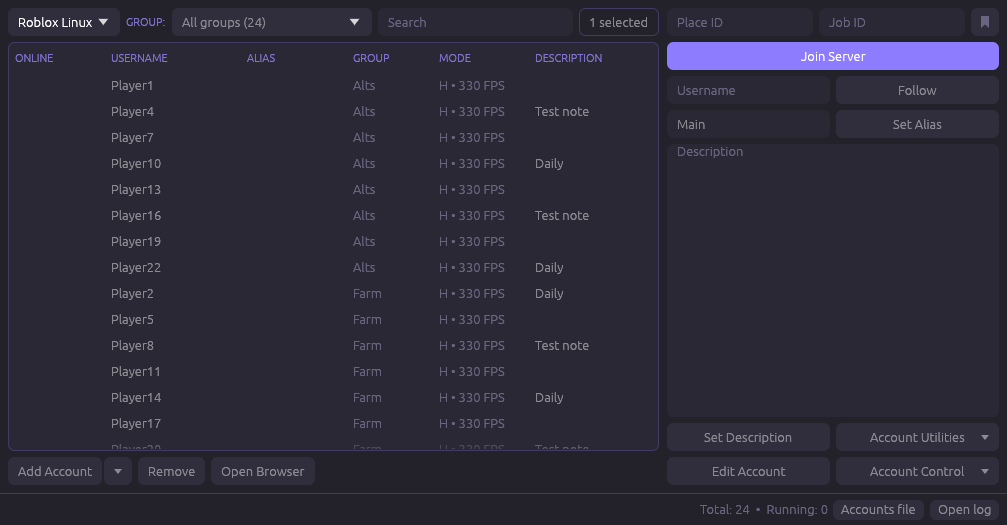 Roblox Linux GROUP: All groups (24) Search 1 selected Place ID Job ID
Join Server
ONLINE USERNAME ALIAS GROUP MODE DESCRIPTION
Player1 Alts H • 330 FPS
Player4 Alts H • 330 FPS Test note
Player7 Alts H • 330 FPS
Player10 Alts H • 330 FPS Daily
Player13 Alts H • 330 FPS
Player16 Alts H • 330 FPS Test note
Player19 Alts H • 330 FPS
Player22 Alts H • 330 FPS Daily
Player2 Farm H • 330 FPS Daily
Player5 Farm H • 330 FPS
Player8 Farm H • 330 FPS Test note
Player11 Farm H • 330 FPS
Player14 Farm H • 330 FPS Daily
Player17 Farm H • 330 FPS
Player20 Farm H • 330 FPS Test note
Username Follow
Main Set Alias
Description
Set Description Account Utilities
Add Account Remove Open Browser Edit Account Account Control
Total: 24 • Running: 0 Accounts file Open log